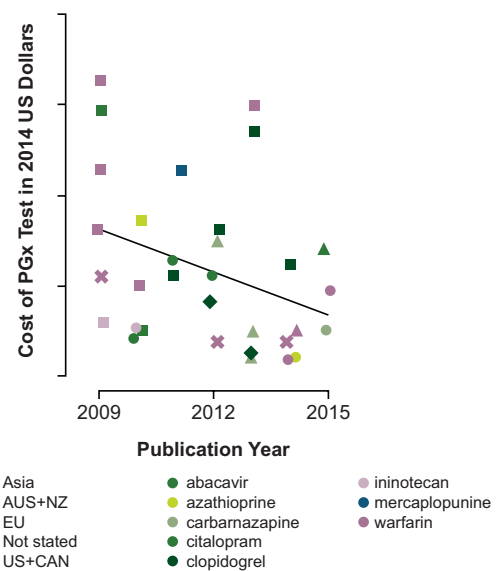 Cost of PGx Test in 2014 US Dollars
2009 2012 2015
Publication Year
Asia abacavir ininotecan
AUS+NZ azathioprine mercaplopunine
EU carbarnazapine warfarin
Not stated citalopram
US+CAN clopidogrel